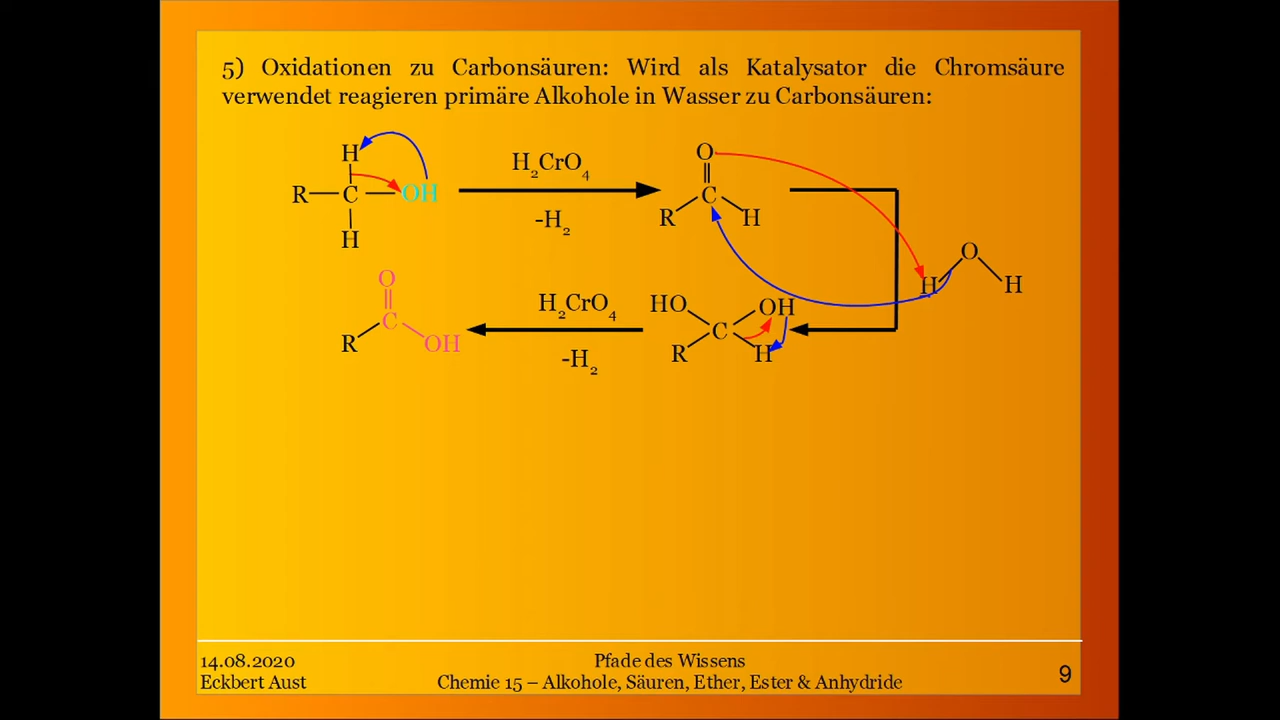 5) Oxidationen zu Carbonsäuren: Wird als Katalysator die Chromsäure
verwendet reagieren primäre Alkohole in Wasser zu Carbonsäuren:
H
R C OH
H
H₂CrO₄
-H₂
O
C
R H
O
H H
HO OH
C
R H
H₂CrO₄
-H₂
O
C
R OH
14.08.2020
Eckbert Aust
Pfade des Wissens
Chemie 15 – Alkohole, Säuren, Ether, Ester & Anhydride
9